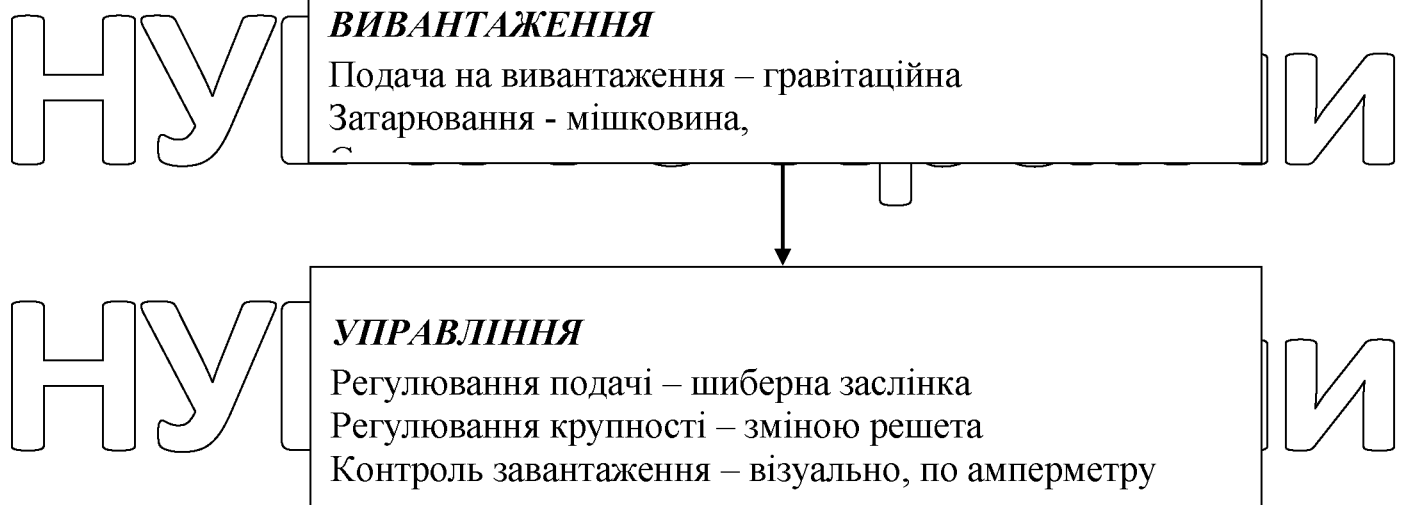 ВИВАНТАЖЕННЯ
Подача на вивантаження – гравітаційна
Затарювання - мішковина,
УПРАВЛІННЯ
Регулювання подачі – шиберна заслінка
Регулювання крупності – зміною решета
Контроль завантаження – візуально, по амперметру